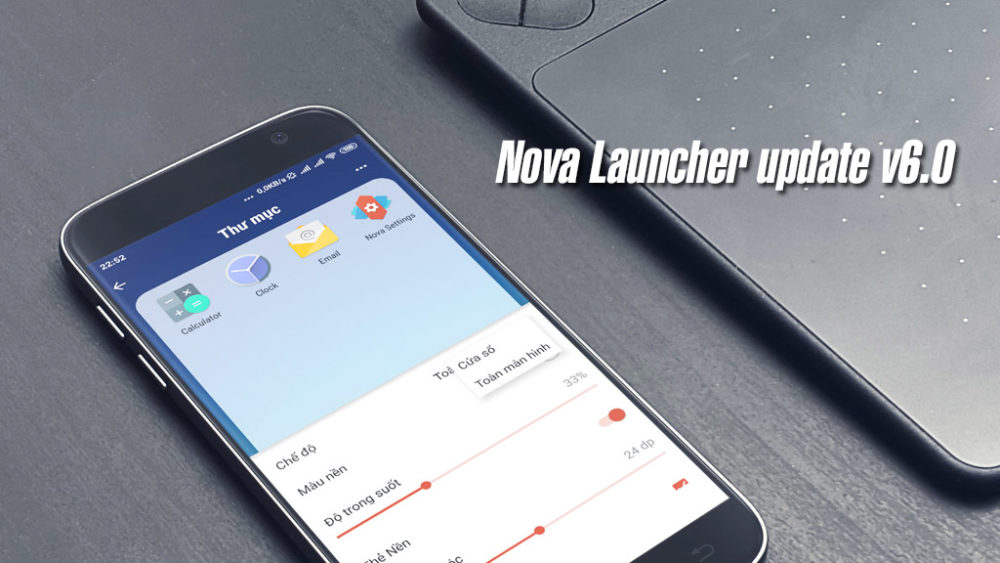 Nova Launcher update v6.0
22:52
... 0,0KB/s
100
← Thư mục ...
Calculator
Clock
Email
Nova Settings
Chế độ
Cửa sổ
Toàn màn hình
Màu nền
Độ trong suốt 33%
24 dp